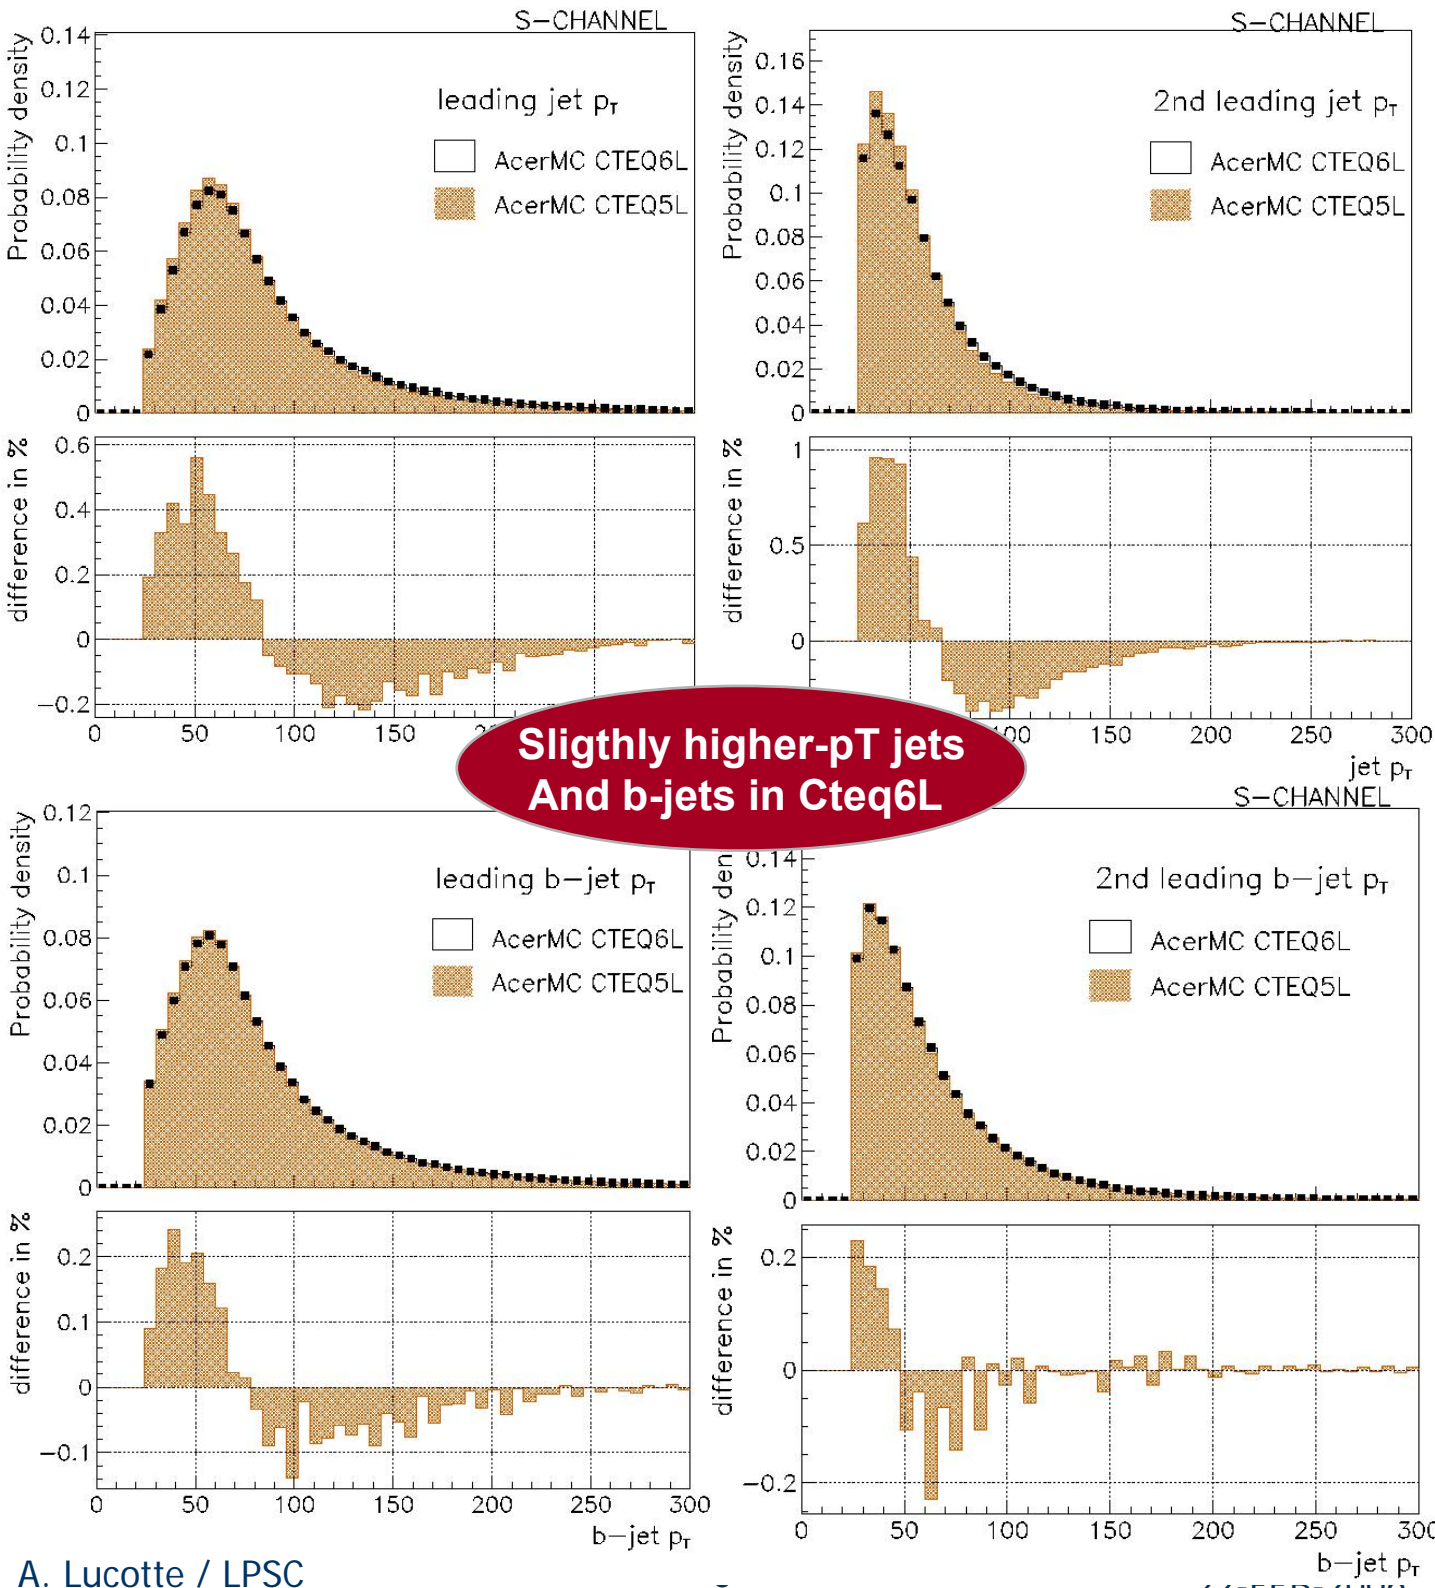 S-CHANNEL
Probability density
0.14
0.12
0.1
0.08
0.06
0.04
0.02
0
leading jet pT
AcerMC CTEQ6L
AcerMC CTEQ5L
difference in %
0.6
0.4
0.2
0
-0.2
0 50 100 150
S-CHANNEL
Probability density
0.16
0.14
0.12
0.1
0.08
0.06
0.04
0.02
0
2nd leading jet pT
AcerMC CTEQ6L
AcerMC CTEQ5L
difference in %
1
0.5
0
200 250 300
jet pT
Sligthly higher-pT jets
And b-jets in Cteq6L
Probability density
0.12
0.1
0.08
0.06
0.04
0.02
0
leading b-jet pT
AcerMC CTEQ6L
AcerMC CTEQ5L
difference in %
0.2
0.1
0
-0.1
0 50 100 150 200 250 300
b-jet pT
S-CHANNEL
0.14
0.12
0.1
0.08
0.06
0.04
0.02
0
2nd leading b-jet pT
AcerMC CTEQ6L
AcerMC CTEQ5L
difference in %
0.2
0
-0.2
0 50 100 150 200 250
b-jet pT
A. Lucotte / LPSC